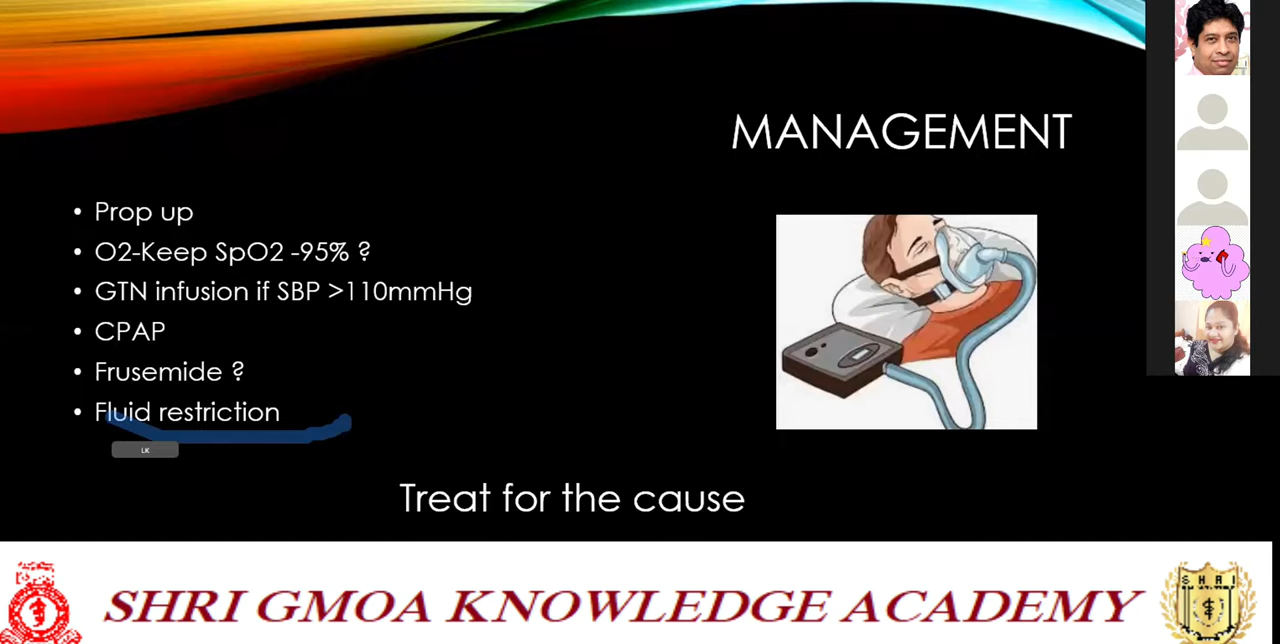 MANAGEMENT
• Prop up
• O2-Keep SpO2 -95% ?
• GTN infusion if SBP >110mmHg
• CPAP
• Frusemide ?
• Fluid restriction
LK
Treat for the cause
SHRI GMOA KNOWLEDGE ACADEMY
S H R I